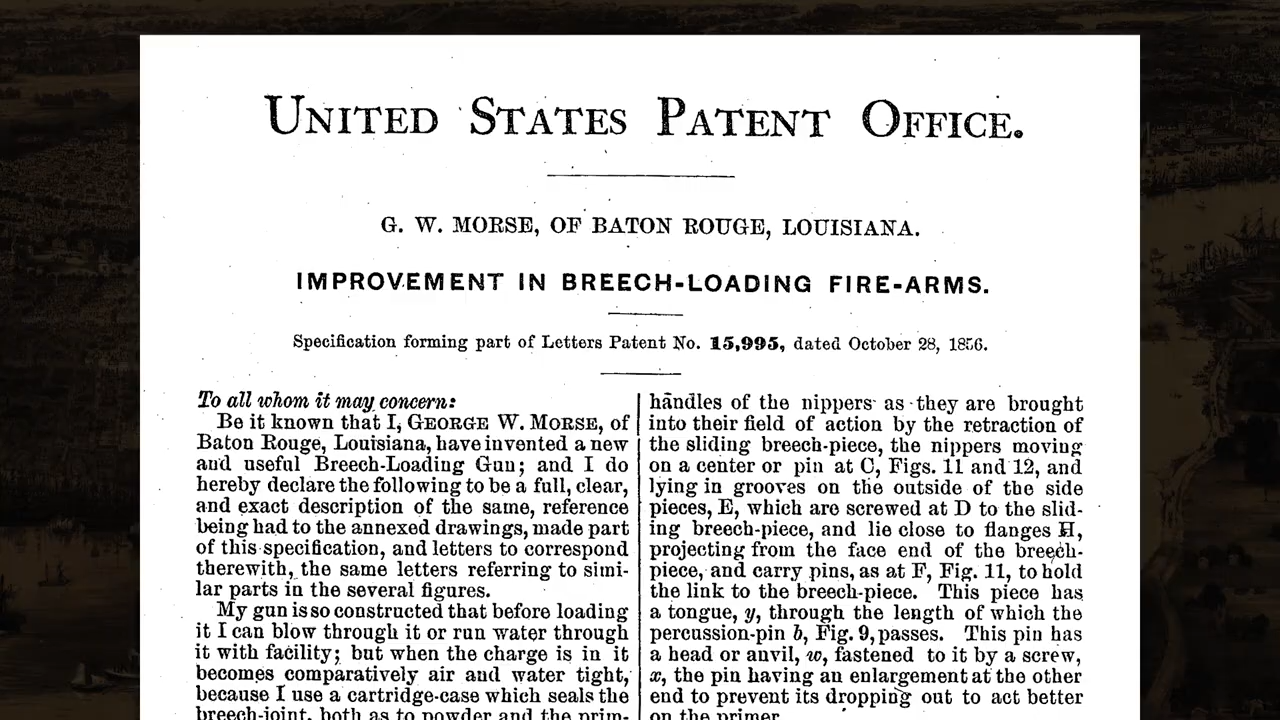 UNITED STATES PATENT OFFICE.
G. W. MORSE, OF BATON ROUGE, LOUISIANA.
IMPROVEMENT IN BREECH-LOADING FIRE-ARMS.
Specification forming part of Letters Patent No. 15,995, dated October 28, 1856.
To all whom it may concern:
Be it known that I, GEORGE W. MORSE, of
Baton Rouge, Louisiana, have invented a new
and useful Breech-Loading Gun; and I do
hereby declare the following to be a full, clear,
and exact description of the same, reference
being had to the annexed drawings, made part
of this specification, and letters to correspond
therewith, the same letters referring to simi-
lar parts in the several figures.
My gun is so constructed that before loading
it I can blow through it or run water through
it with facility; but when the charge is in it
becomes comparatively air and water tight,
because I use a cartridge-case which seals the
breech-joint, both as to powder and the prim-
handles of the nippers as they are brought
into their field of action by the retraction of
the sliding breech-piece, the nippers moving
on a center or pin at C, Figs. 11 and 12, and
lying in grooves on the outside of the side
pieces, E, which are screwed at D to the slid-
ing breech-piece, and lie close to flanges H,
projecting from the face end of the breech-
piece, and carry pins, as at F, Fig. 11, to hold
the link to the breech-piece. This piece has
a tongue, y, through the length of which the
percussion-pin b, Fig. 9, passes. This pin has
a head or anvil, w, fastened to it by a screw,
x, the pin having an enlargement at the other
end to prevent its dropping out to act better
on the primer.